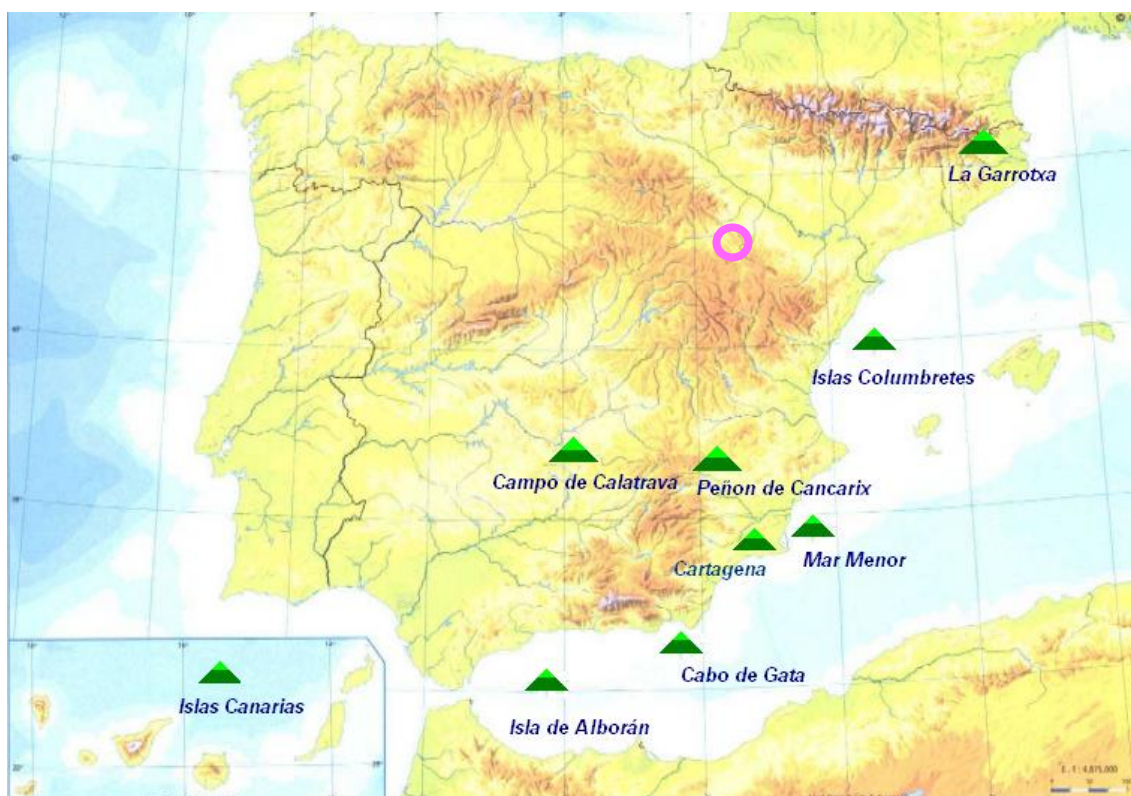 La Garrotxa
Islas Columbretes
Campo de Calatrava
Peñon de Cancarix
Cartagena
Mar Menor
Cabo de Gata
Islas Canarias
Isla de Alborán